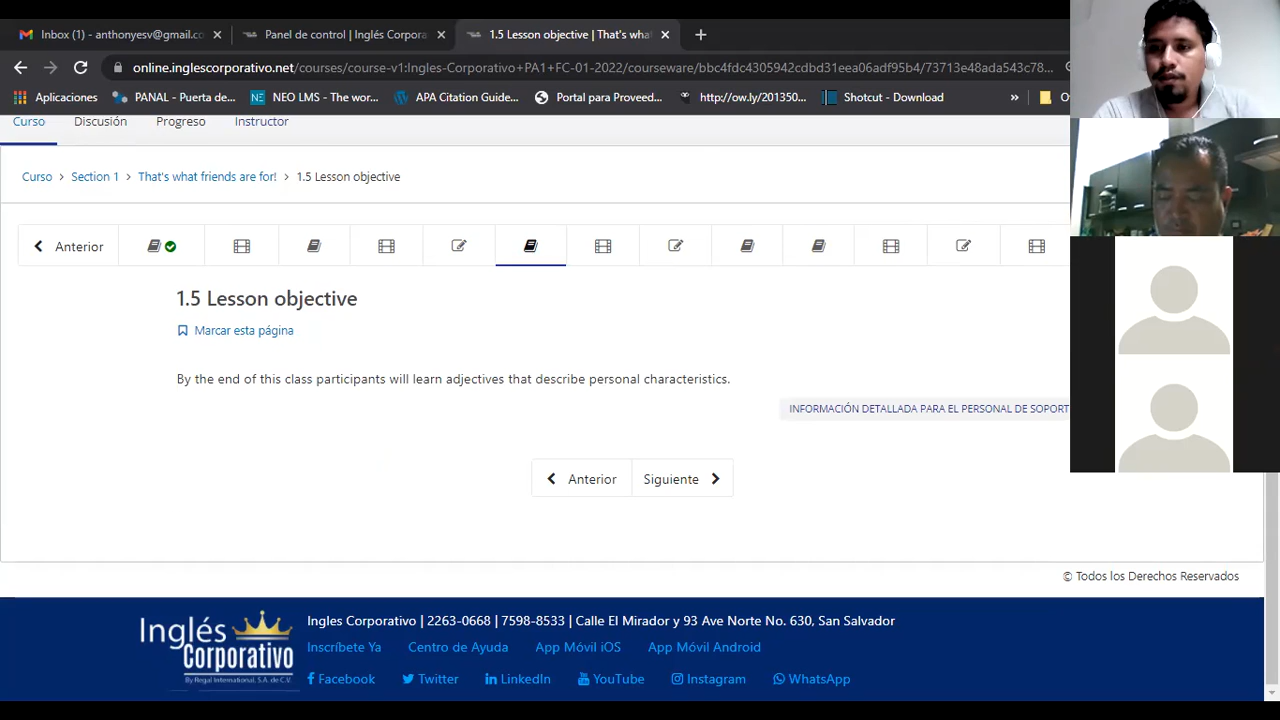 Inbox (1) - anthonyesv@gmail.co
Panel de control | Inglés Corpora
1.5 Lesson objective | That's wha
online.inglescorporativo.net/courses/course-v1:Ingles-Corporativo+PA1+FC-01-2022/courseware/bbc4fdc4305942cdbd31eea06adf95b4/73713e48ada543c78...
Aplicaciones
PANAL - Puerta de...
NEO LMS - The wor...
APA Citation Guide...
Portal para Proveed...
http://ow.ly/201350...
Shotcut - Download
»
Curso
Discusión
Progreso
Instructor
Curso > Section 1 > That's what friends are for! > 1.5 Lesson objective
Anterior
1.5 Lesson objective
Marcar esta página
By the end of this class participants will learn adjectives that describe personal characteristics.
INFORMACIÓN DETALLADA PARA EL PERSONAL DE SOPORT
Anterior
Siguiente
© Todos los Derechos Reservados
Inglés Corporativo
By Regal International, S.A. de C.V.
Ingles Corporativo | 2263-0668 | 7598-8533 | Calle El Mirador y 93 Ave Norte No. 630, San Salvador
Inscríbete Ya
Centro de Ayuda
App Móvil iOS
App Móvil Android
Facebook
Twitter
LinkedIn
YouTube
Instagram
WhatsApp